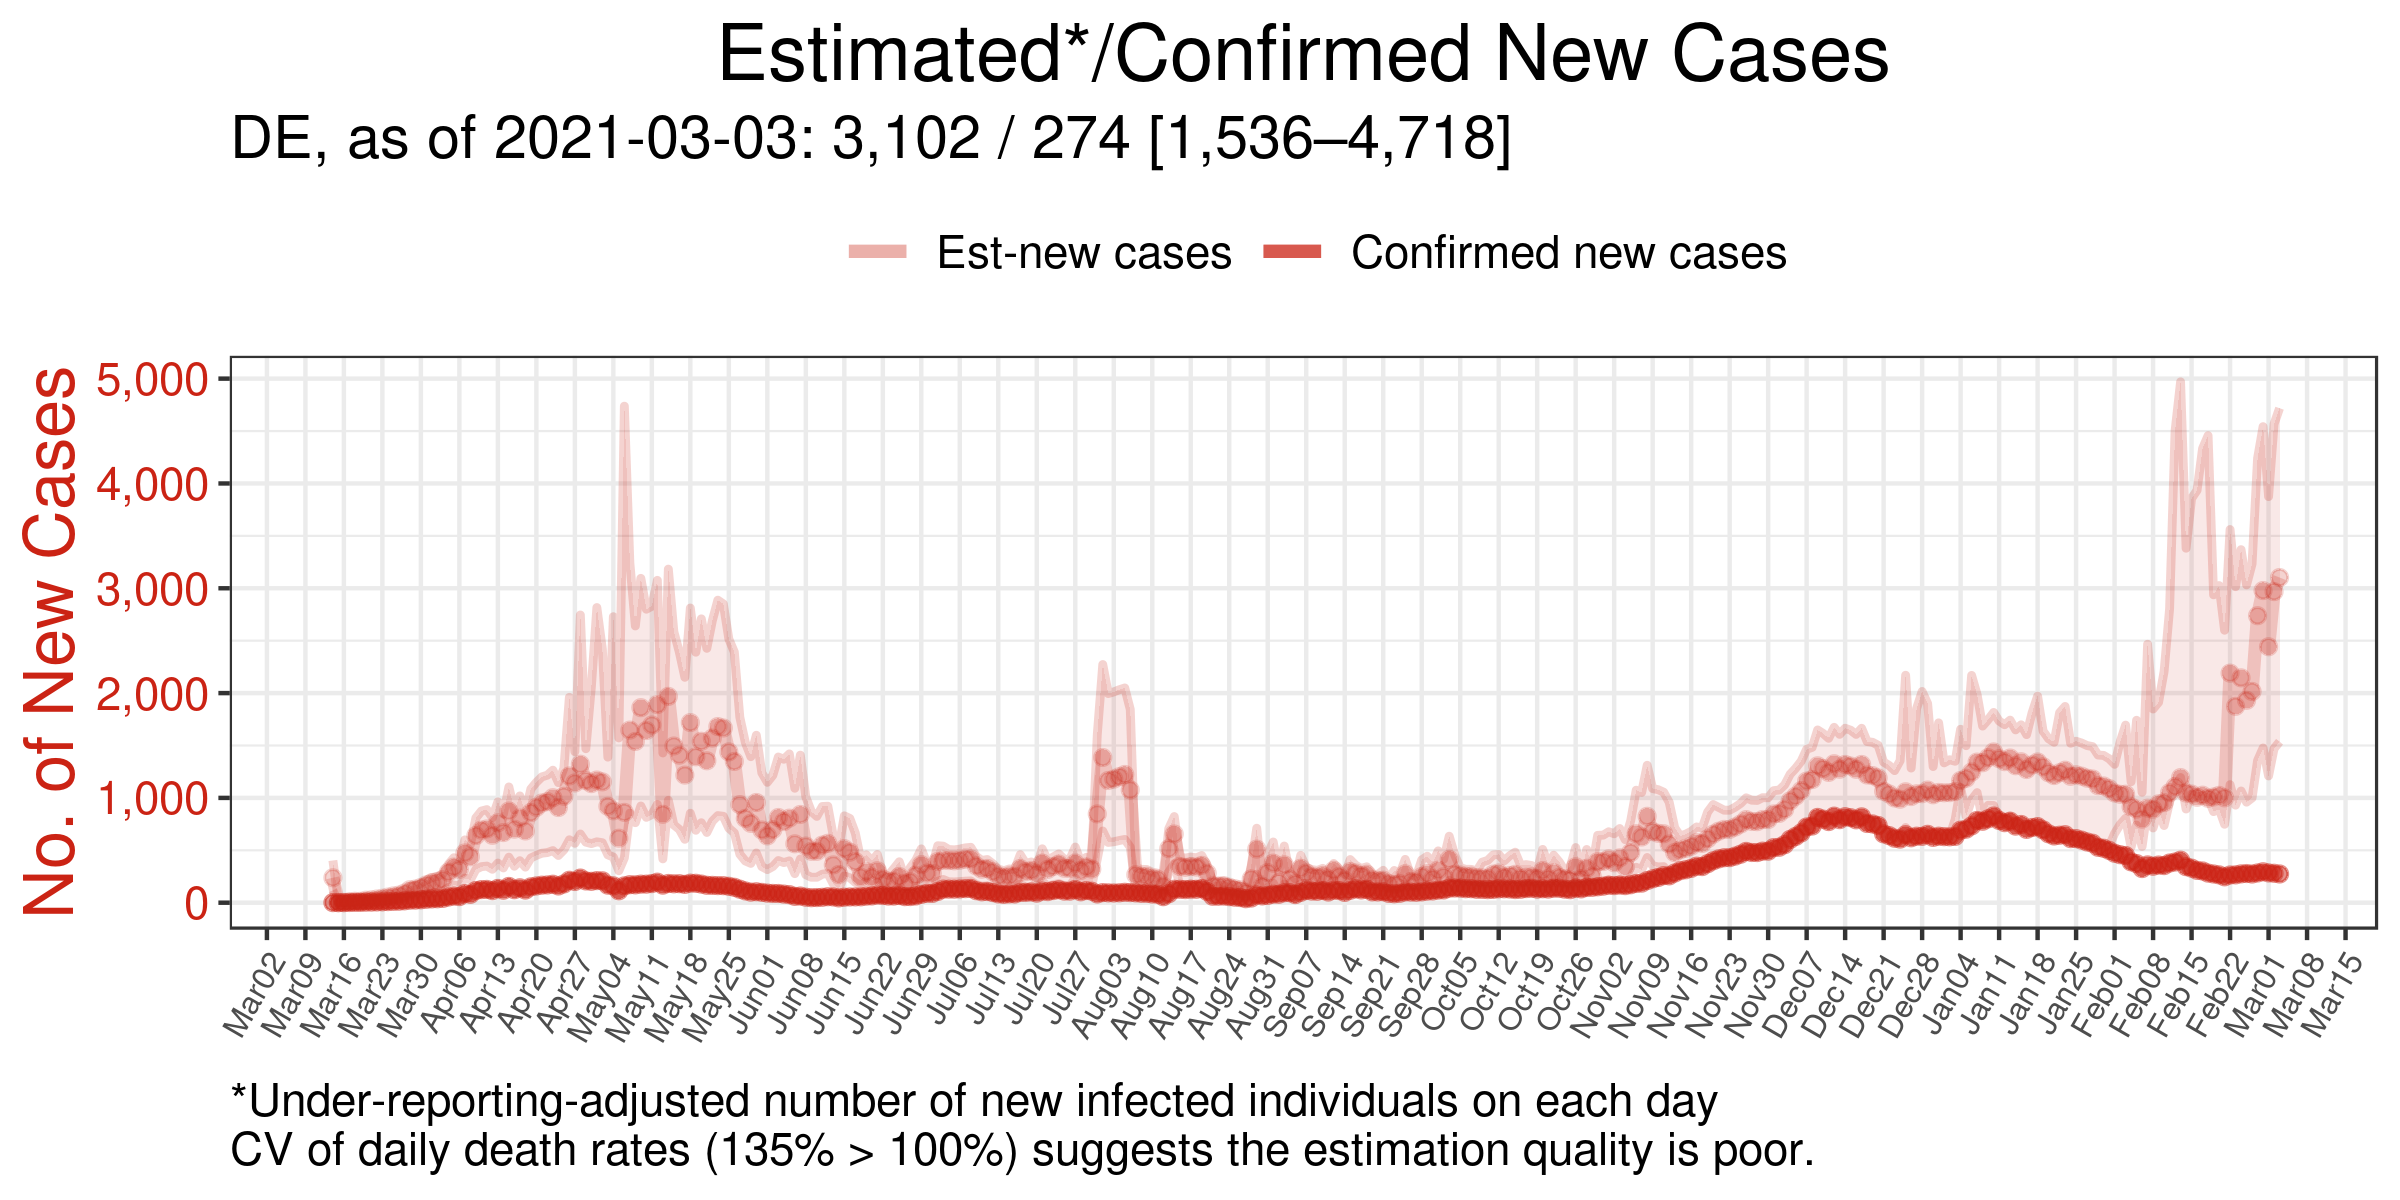 Estimated*/Confirmed New Cases
DE, as of 2021-03-03: 3,102 / 274 [1,536–4,718]
Est-new cases Confirmed new cases
No. of New Cases
5,000
4,000
3,000
2,000
1,000
0
Mar02 Mar09 Mar16 Mar23 Mar30 Apr06 Apr13 Apr20 Apr27 May04 May11 May18 May25 Jun01 Jun08 Jun15 Jun22 Jun29 Jul06 Jul13 Jul20 Jul27 Aug03 Aug10 Aug17 Aug24 Aug31 Sep07 Sep14 Sep21 Sep28 Oct05 Oct12 Oct19 Oct26 Nov02 Nov09 Nov16 Nov23 Nov30 Dec07 Dec14 Dec21 Dec28 Jan04 Jan11 Jan18 Jan25 Feb01 Feb08 Feb15 Feb22 Mar01 Mar08 Mar15
*Under-reporting-adjusted number of new infected individuals on each day
CV of daily death rates (135% > 100%) suggests the estimation quality is poor.